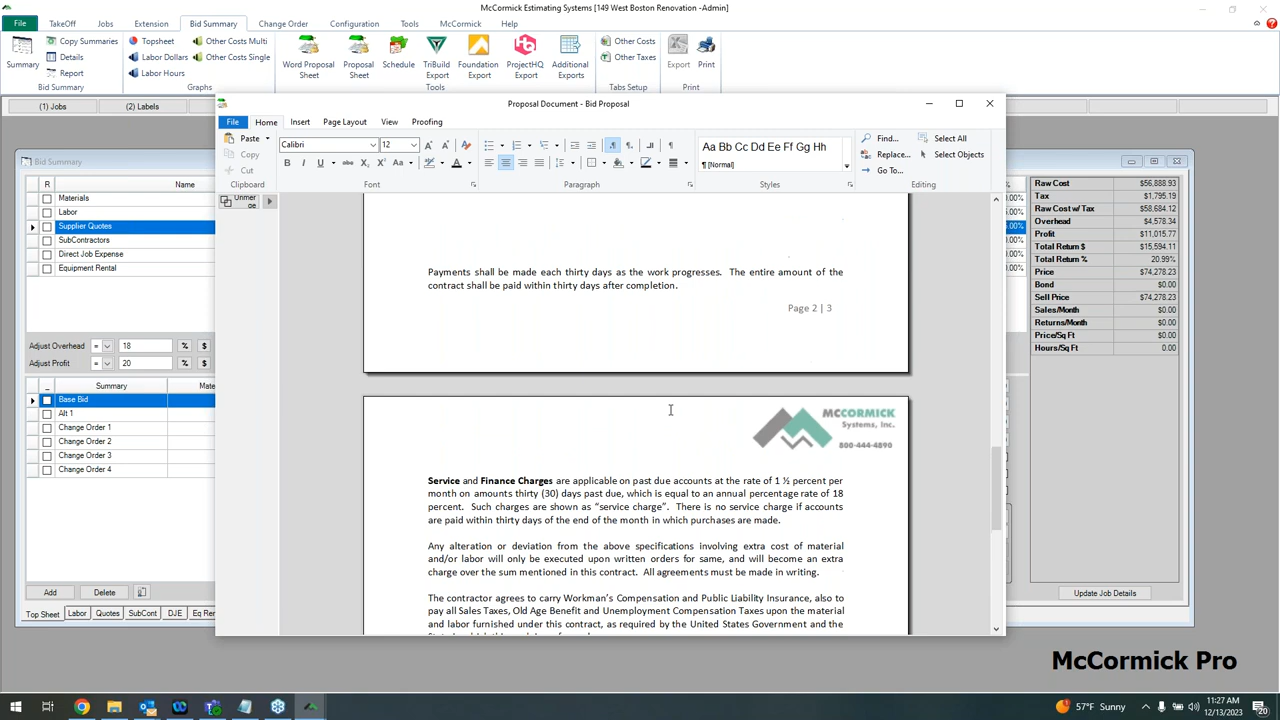 McCormick Estimating Systems [149 West Boston Renovation -Admin]
File TakeOff Jobs Extension Bid Summary Change Order Configuration Tools McCormick Help
Summary Copy Summaries Details Report
Bid Summary
Topsheet Labor Dollars Labor Hours Other Costs Multi Other Costs Single
Graphs
Word Proposal Sheet Proposal Sheet Schedule TriBuild Export Foundation Export ProjectHQ Export Additional Exports
Tools
Other Costs Other Taxes
Tabs Setup
Export Print
Print
(1) Jobs (2) Labels
Proposal Document - Bid Proposal
File Home Insert Page Layout View Proofing
Paste Copy Cut
Clipboard
Calibri 12
Font
Paragraph
Aa Bb Cc Dd Ee Ff Gg Hh
¶ [Normal]
Styles
Find... Replace... Go To... Select All Select Objects
Editing
Bid Summary
R Name
Materials
Labor
Supplier Quotes
SubContractors
Direct Job Expense
Equipment Rental
Adjust Overhead = 18 % $
Adjust Profit = 20 % $
Summary Mate
Base Bid
Alt 1
Change Order 1
Change Order 2
Change Order 3
Change Order 4
Add Delete
Top Sheet Labor Quotes SubCont DJE Eq Ren
Payments shall be made each thirty days as the work progresses. The entire amount of the
contract shall be paid within thirty days after completion.
Page 2 | 3
MCCORMICK
Systems, Inc.
800-444-4890
Service and Finance Charges are applicable on past due accounts at the rate of 1 ½ percent per
month on amounts thirty (30) days past due, which is equal to an annual percentage rate of 18
percent. Such charges are shown as “service charge”. There is no service charge if accounts
are paid within thirty days of the end of the month in which purchases are made.
Any alteration or deviation from the above specifications involving extra cost of material
and/or labor will only be executed upon written orders for same, and will become an extra
charge over the sum mentioned in this contract. All agreements must be made in writing.
The contractor agrees to carry Workman’s Compensation and Public Liability Insurance, also to
pay all Sales Taxes, Old Age Benefit and Unemployment Compensation Taxes upon the material
and labor furnished under this contract, as required by the United States Government and the
Raw Cost $56,888.93
Tax $1,795.19
Raw Cost w/Tax $58,684.12
Overhead $4,578.34
Profit $11,015.77
Total Return $ $15,594.11
Total Return % 20.99%
Price $74,278.23
Bond $0.00
Sell Price $74,278.23
Sales/Month $0.00
Returns/Month $0.00
Price/Sq Ft $0.00
Hours/Sq Ft 0.00
Update Job Details
McCormick Pro
57°F Sunny
11:27 AM
12/13/2023
20